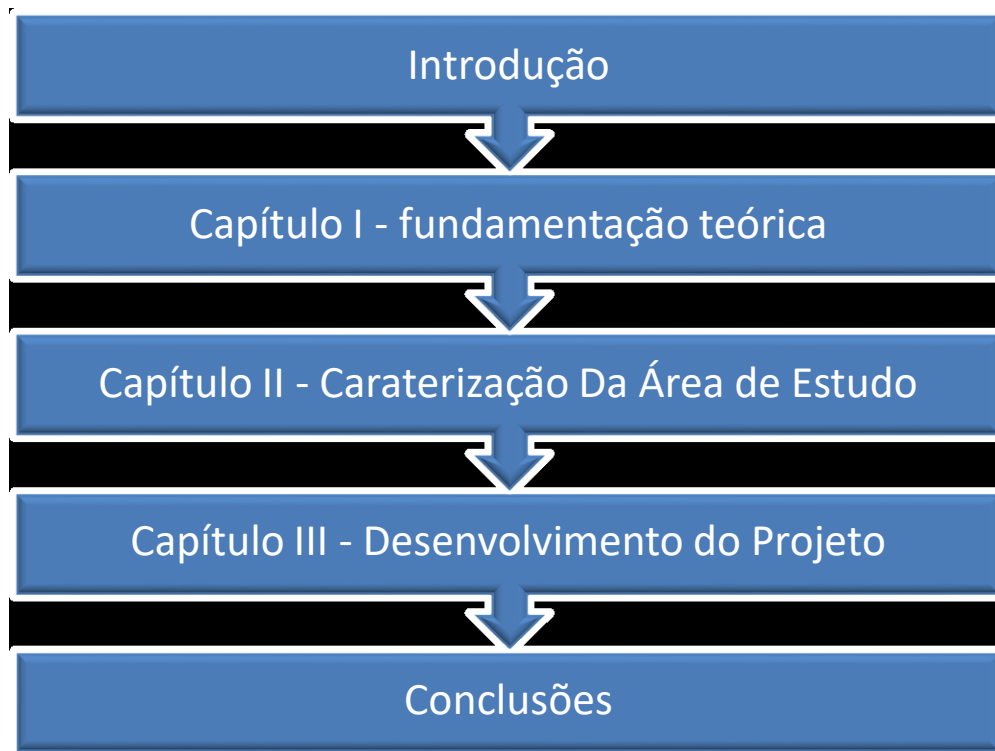 Introdução
Capítulo I - fundamentação teórica
Capítulo II - Caraterização Da Área de Estudo
Capítulo III - Desenvolvimento do Projeto
Conclusões